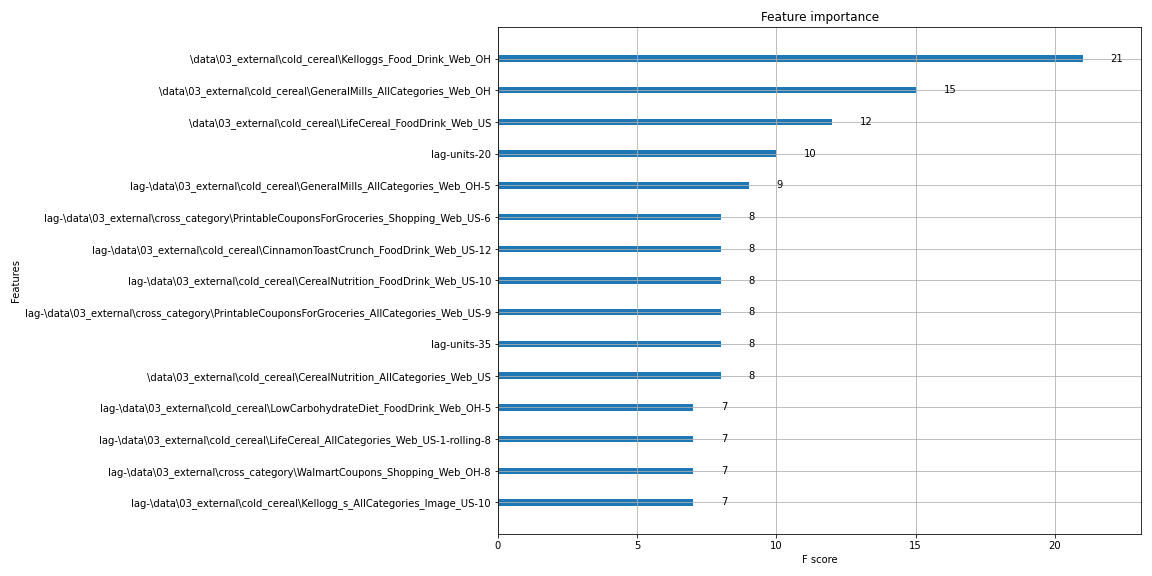 Feature importance
\data\03_external\cold_cereal\Kelloggs_Food_Drink_Web_OH 21
\data\03_external\cold_cereal\GeneralMills_AllCategories_Web_OH 15
\data\03_external\cold_cereal\LifeCereal_FoodDrink_Web_US 12
lag-units-20 10
lag-\data\03_external\cold_cereal\GeneralMills_AllCategories_Web_OH-5 9
lag-\data\03_external\cross_category\PrintableCouponsForGroceries_Shopping_Web_US-6 8
lag-\data\03_external\cold_cereal\CinnamonToastCrunch_FoodDrink_Web_US-12 8
lag-\data\03_external\cold_cereal\CerealNutrition_FoodDrink_Web_US-10 8
lag-\data\03_external\cross_category\PrintableCouponsForGroceries_AllCategories_Web_US-9 8
lag-units-35 8
\data\03_external\cold_cereal\CerealNutrition_AllCategories_Web_US 8
lag-\data\03_external\cold_cereal\LowCarbohydrateDiet_FoodDrink_Web_OH-5 7
lag-\data\03_external\cold_cereal\LifeCereal_AllCategories_Web_US-1-rolling-8 7
lag-\data\03_external\cross_category\WalmartCoupons_Shopping_Web_OH-8 7
lag-\data\03_external\cold_cereal\Kellogg_s_AllCategories_Image_US-10 7
Features
0 5 10 15 20
F score